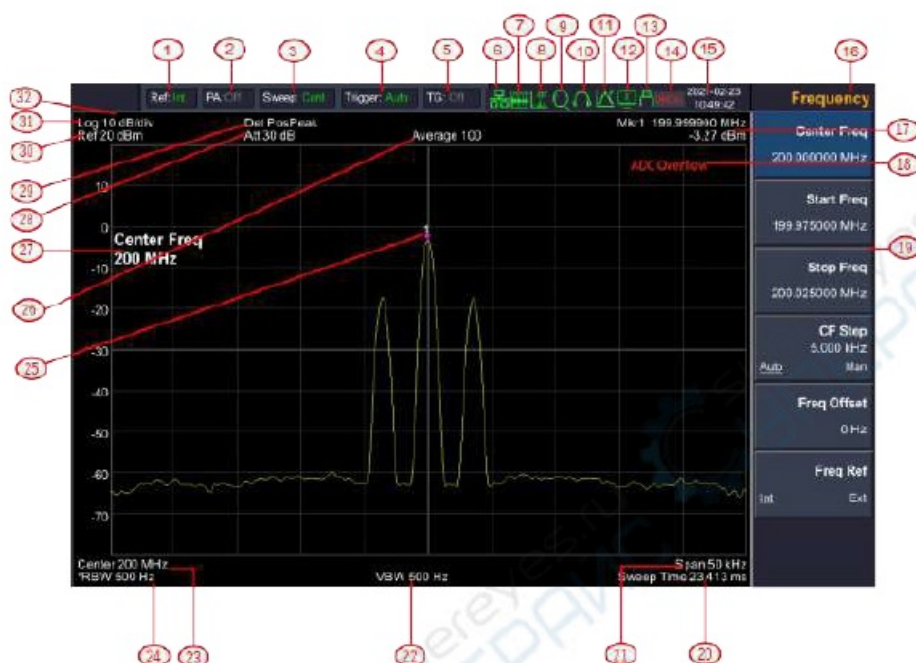 1 2 3 4 5 6 7 8 9 10 11 12 13 14 15 16
Ref: Int PA: Off Sweep: Cont Trigger: Auto TG: Off
10:49:42
Frequency
32
31
30
29
28
27
26
25
Log 10 dB/div
Ref 20 dBm
Det PosPeak
Att 30 dB
Average 100
Mkr1 199.999900 MHz
-3.27 dBm
ADC Overflow
17
18
19
10
0
-10
-20
-30
-40
-50
-60
-70
Center Freq
200 MHz
1
Center Freq
200.000000 MHz
Start Freq
199.975000 MHz
Stop Freq
200.025000 MHz
CF Step
5.000 kHz
Auto Man
Freq Offset
0 Hz
Freq Ref
Int Ext
Center 200 MHz
*RBW 500 Hz
VBW 500 Hz
Span 50 kHz
Sweep Time 23.413 ms
24 23 22 21 20